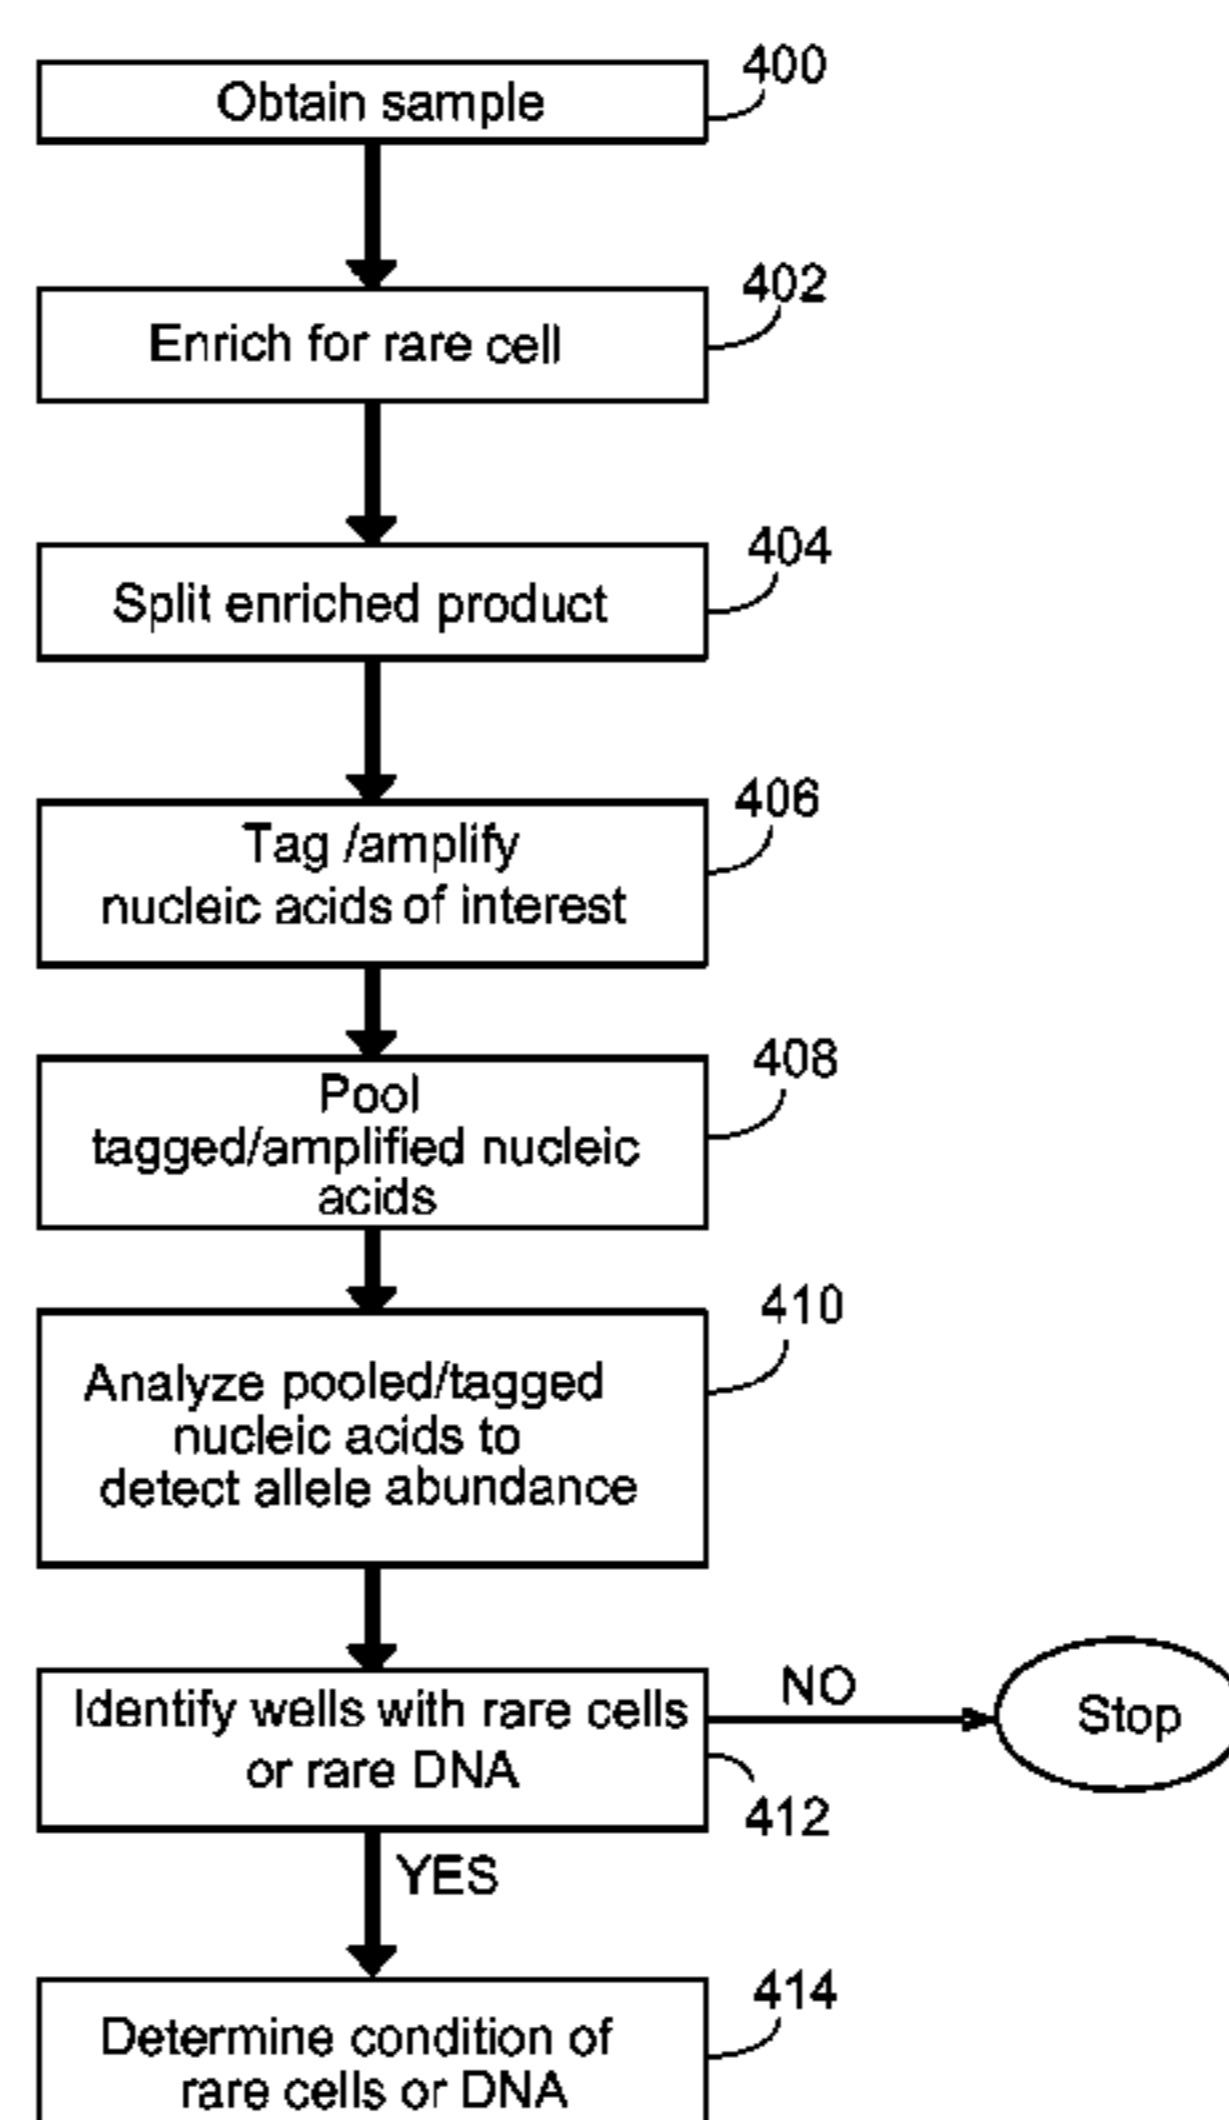 400
Obtain sample
402
Enrich for rare cell
404
Split enriched product
406
Tag /amplify
nucleic acids of interest
408
Pool
tagged/amplified nucleic
acids
410
Analyze pooled/tagged
nucleic acids to
detect allele abundance
NO
Identify wells with rare cells
Stop
or rare DNA
412
YES
414
Determine condition of
rare cells or DNA